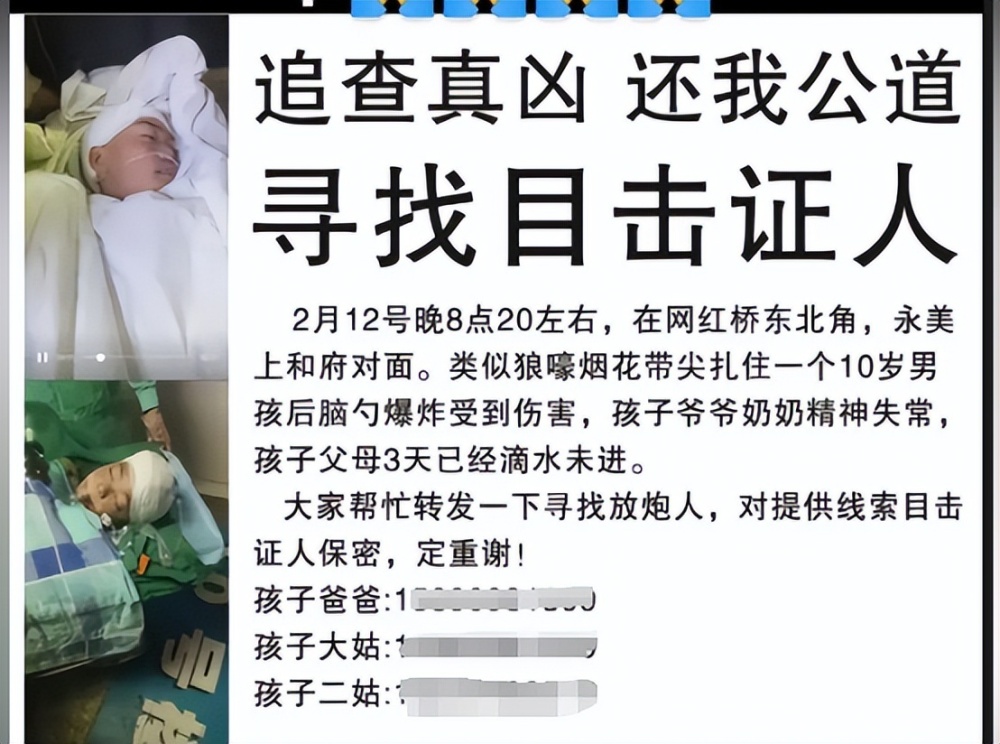 追查真凶 还我公道
寻找目击证人
2月12号晚8点20左右，在网红桥东北角，永美
上和府对面。类似狼嚎烟花带尖扎住一个10岁男
孩后脑勺爆炸受到伤害，孩子爷爷奶奶精神失常，
孩子父母3天已经滴水未进。
大家帮忙转发一下寻找放炮人，对提供线索目击
证人保密，定重谢！
孩子爸爸:1
孩子大姑:1
孩子二姑: